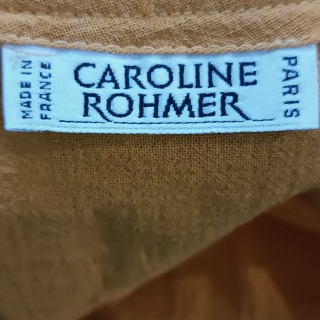 MADE IN
FRANCE
CAROLINE
ROHMER
PARIS